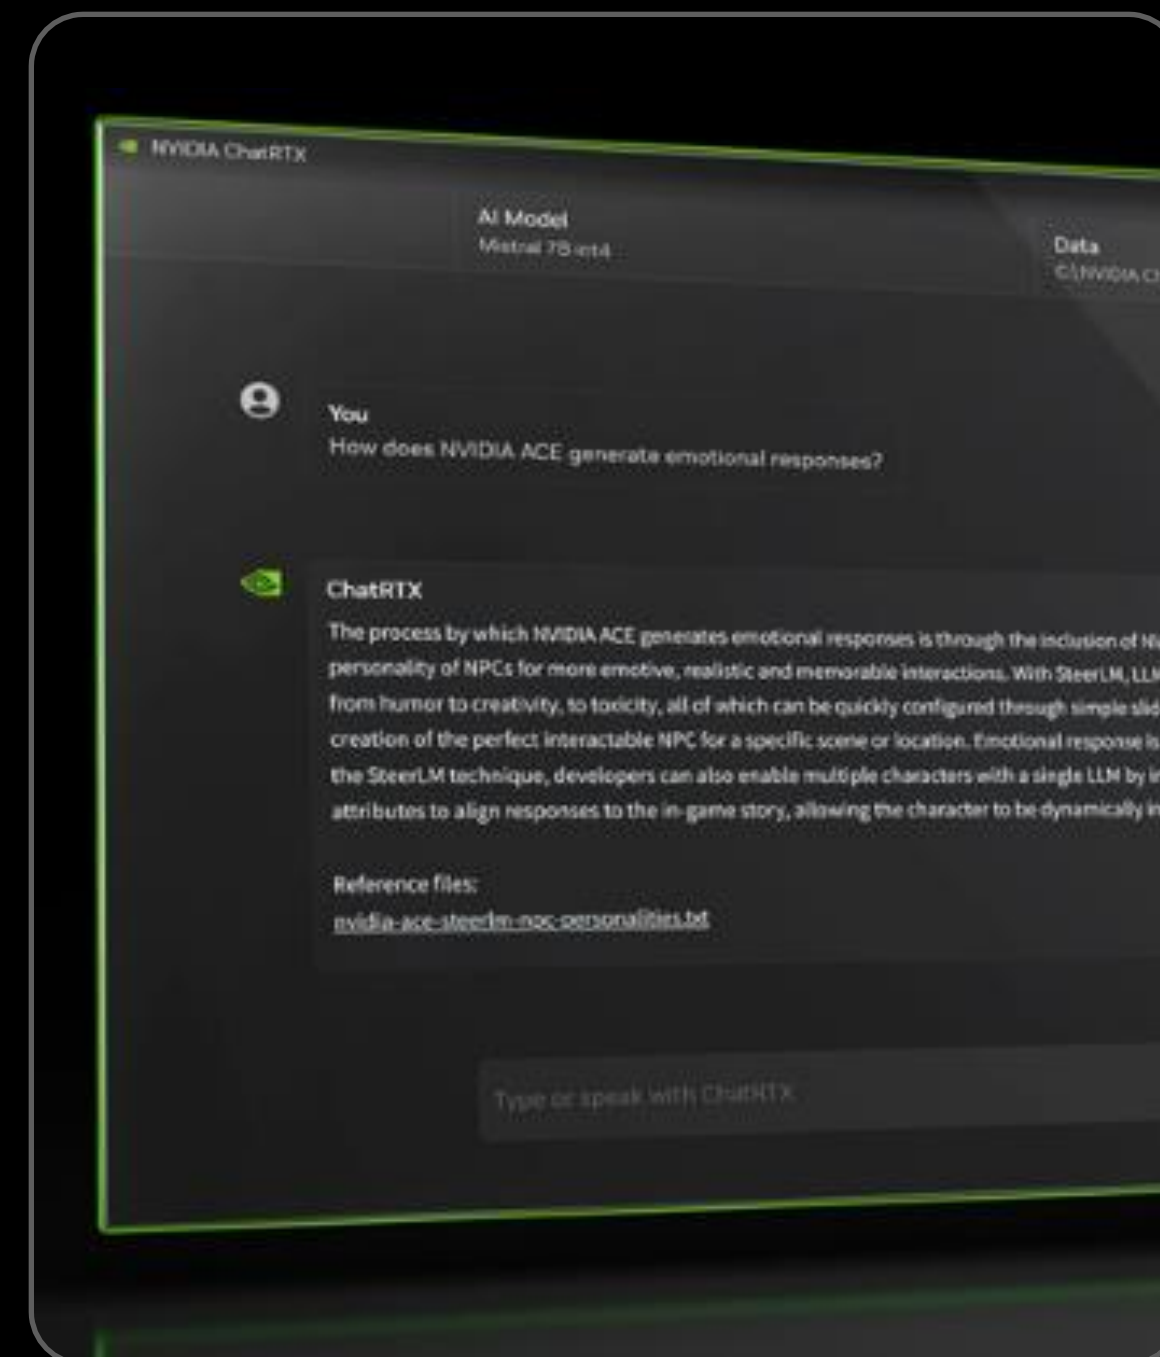 NVIDIA ChatRTX
AI Model
Mistral 7B int4
Data
C:\NVIDIA
You
How does NVIDIA ACE generate emotional responses?
ChatRTX
The process by which NVIDIA ACE generates emotional responses is through the inclusion of
personality of NPCs for more emotive, realistic and memorable interactions. With SteerLM,
from humor to creativity, to toxicity, all of which can be quickly configured through simple
creation of the perfect interactable NPC for a specific scene or location. Emotional response is
the SteerLM technique, developers can also enable multiple characters with a single LLM by
attributes to align responses to the in-game story, allowing the character to be dynamically
Reference files:
nvidia-ace-steerlm-npc-personalities.txt
Type or speak with ChatRTX